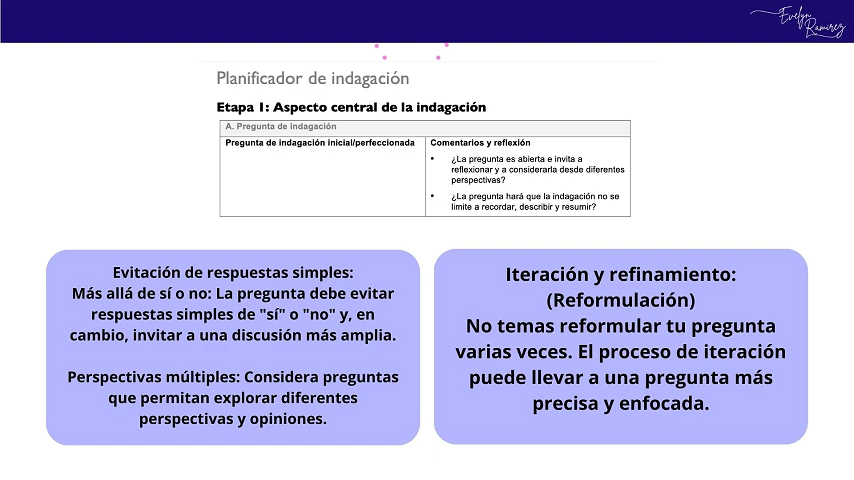 Evelyn
Ramirez
Planificador de indagación
Etapa 1: Aspecto central de la indagación
A. Pregunta de indagación
Pregunta de indagación inicial/perfeccionada
Comentarios y reflexión
• ¿La pregunta es abierta e invita a
reflexionar y a considerarla desde diferentes
perspectivas?
• ¿La pregunta hará que la indagación no se
limite a recordar, describir y resumir?
Evitación de respuestas simples:
Más allá de sí o no: La pregunta debe evitar
respuestas simples de "sí" o "no" y, en
cambio, invitar a una discusión más amplia.
Perspectivas múltiples: Considera preguntas
que permitan explorar diferentes
perspectivas y opiniones.
Iteración y refinamiento:
(Reformulación)
No temas reformular tu pregunta
varias veces. El proceso de iteración
puede llevar a una pregunta más
precisa y enfocada.